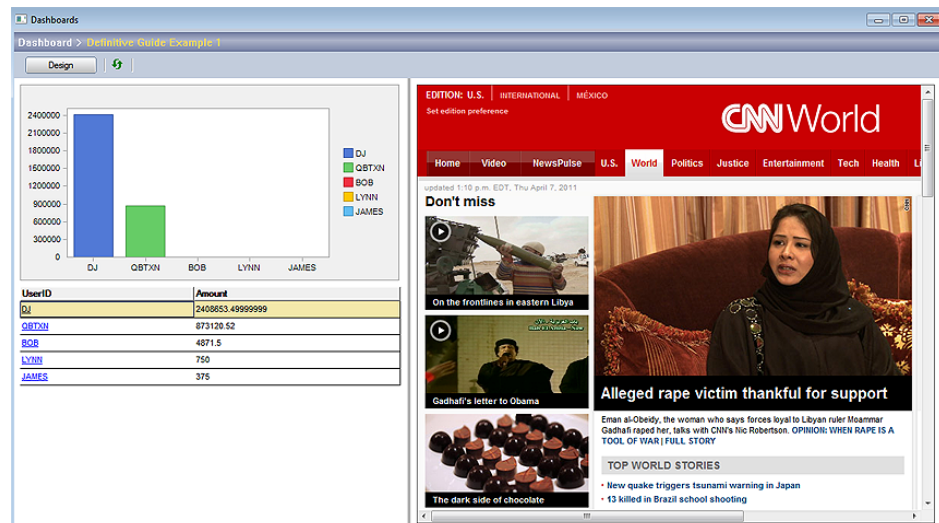 Dashboards
Dashboard > Definitive Guide Example 1
Design
2400000
2100000
1800000
1500000
1200000
900000
600000
300000
0
DJ
QBTXN
BOB
LYNN
JAMES
DJ
QBTXN
BOB
LYNN
JAMES
UserID Amount
DJ 2408653.49999999
QBTXN 873120.52
BOB 4871.5
LYNN 750
JAMES 375
EDITION: U.S. INTERNATIONAL MÉXICO
Set edition preference
CNN World
Home Video NewsPulse U.S. World Politics Justice Entertainment Tech Health Li
updated 1:10 p.m. EDT, Thu April 7, 2011
Don't miss
On the frontlines in eastern Libya
Gadhafi's letter to Obama
The dark side of chocolate
CNN
Alleged rape victim thankful for support
Eman al-Obeidy, the woman who says forces loyal to Libyan ruler Moammar
Gadhafi raped her, talks with CNN's Nic Robertson. OPINION: WHEN RAPE IS A
TOOL OF WAR | FULL STORY
TOP WORLD STORIES
• New quake triggers tsunami warning in Japan
• 13 killed in Brazil school shooting